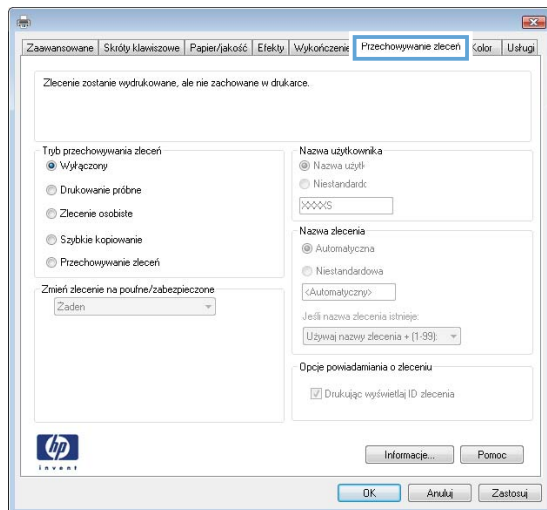 Zaawansowane Skróty klawiszowe Papier/jakość Efekty Wykończenie Przechowywanie zleceń Kolor Usługi
Zlecenie zostanie wydrukowane, ale nie zachowane w drukarce.
Tryb przechowywania zleceń
Wyłączony
Drukowanie próbne
Zlecenie osobiste
Szybkie kopiowanie
Przechowywanie zleceń
Zmień zlecenie na poufne/zabezpieczone
Żaden
Nazwa użytkownika
Nazwa użytk
Niestandardc
XXXXS
Nazwa zlecenia
Automatyczna
Niestandardowa
<Automatyczny>
Jeśli nazwa zlecenia istnieje:
Używaj nazwy zlecenia + (1-99):
Opcje powiadamiania o zleceniu
Drukując wyświetlaj ID zlecenia
hp
invent
Informacje... Pomoc
OK Anuluj Zastosuj